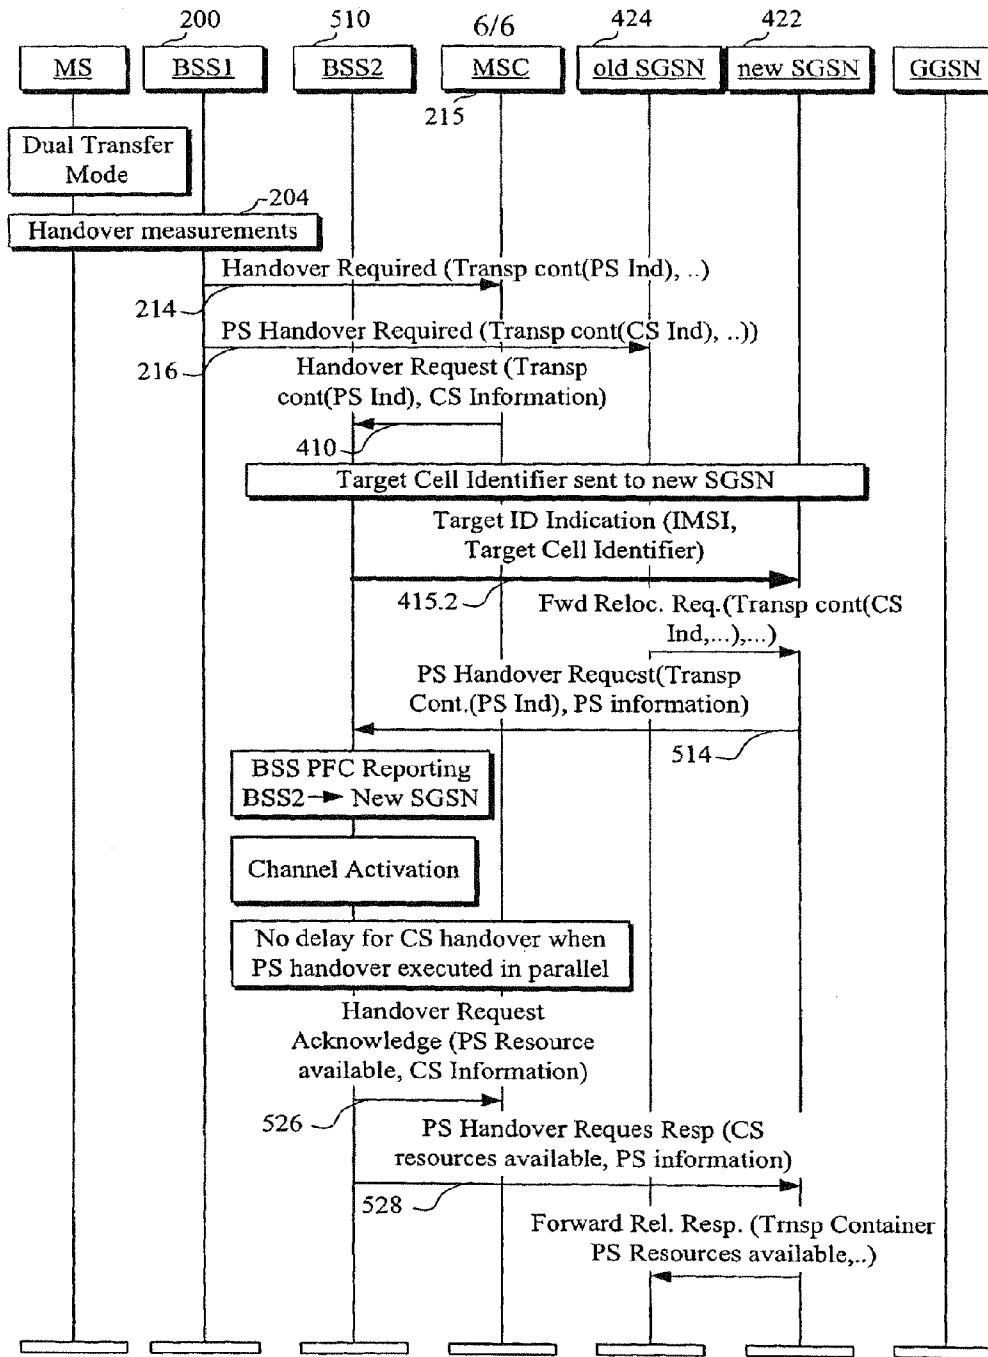 200 510 6/6 424 422
MS BSS1 BSS2 MSC old SGSN new SGSN GGSN
215
Dual Transfer
Mode
204
Handover measurements
Handover Required (Transp cont(PS Ind), ..)
214
PS Handover Required (Transp cont(CS Ind), ..))
216
Handover Request (Transp
cont(PS Ind), CS Information)
410
Target Cell Identifier sent to new SGSN
Target ID Indication (IMSI,
Target Cell Identifier)
415.2
Fwd Reloc. Req.(Transp cont(CS
Ind,...),...)
PS Handover Request(Transp
Cont.(PS Ind), PS information)
514
BSS PFC Reporting
BSS2 → New SGSN
Channel Activation
No delay for CS handover when
PS handover executed in parallel
Handover Request
Acknowledge (PS Resource
available, CS Information)
526
PS Handover Reques Resp (CS
resources available, PS information)
528
Forward Rel. Resp. (Trnsp Container
PS Resources available,..)